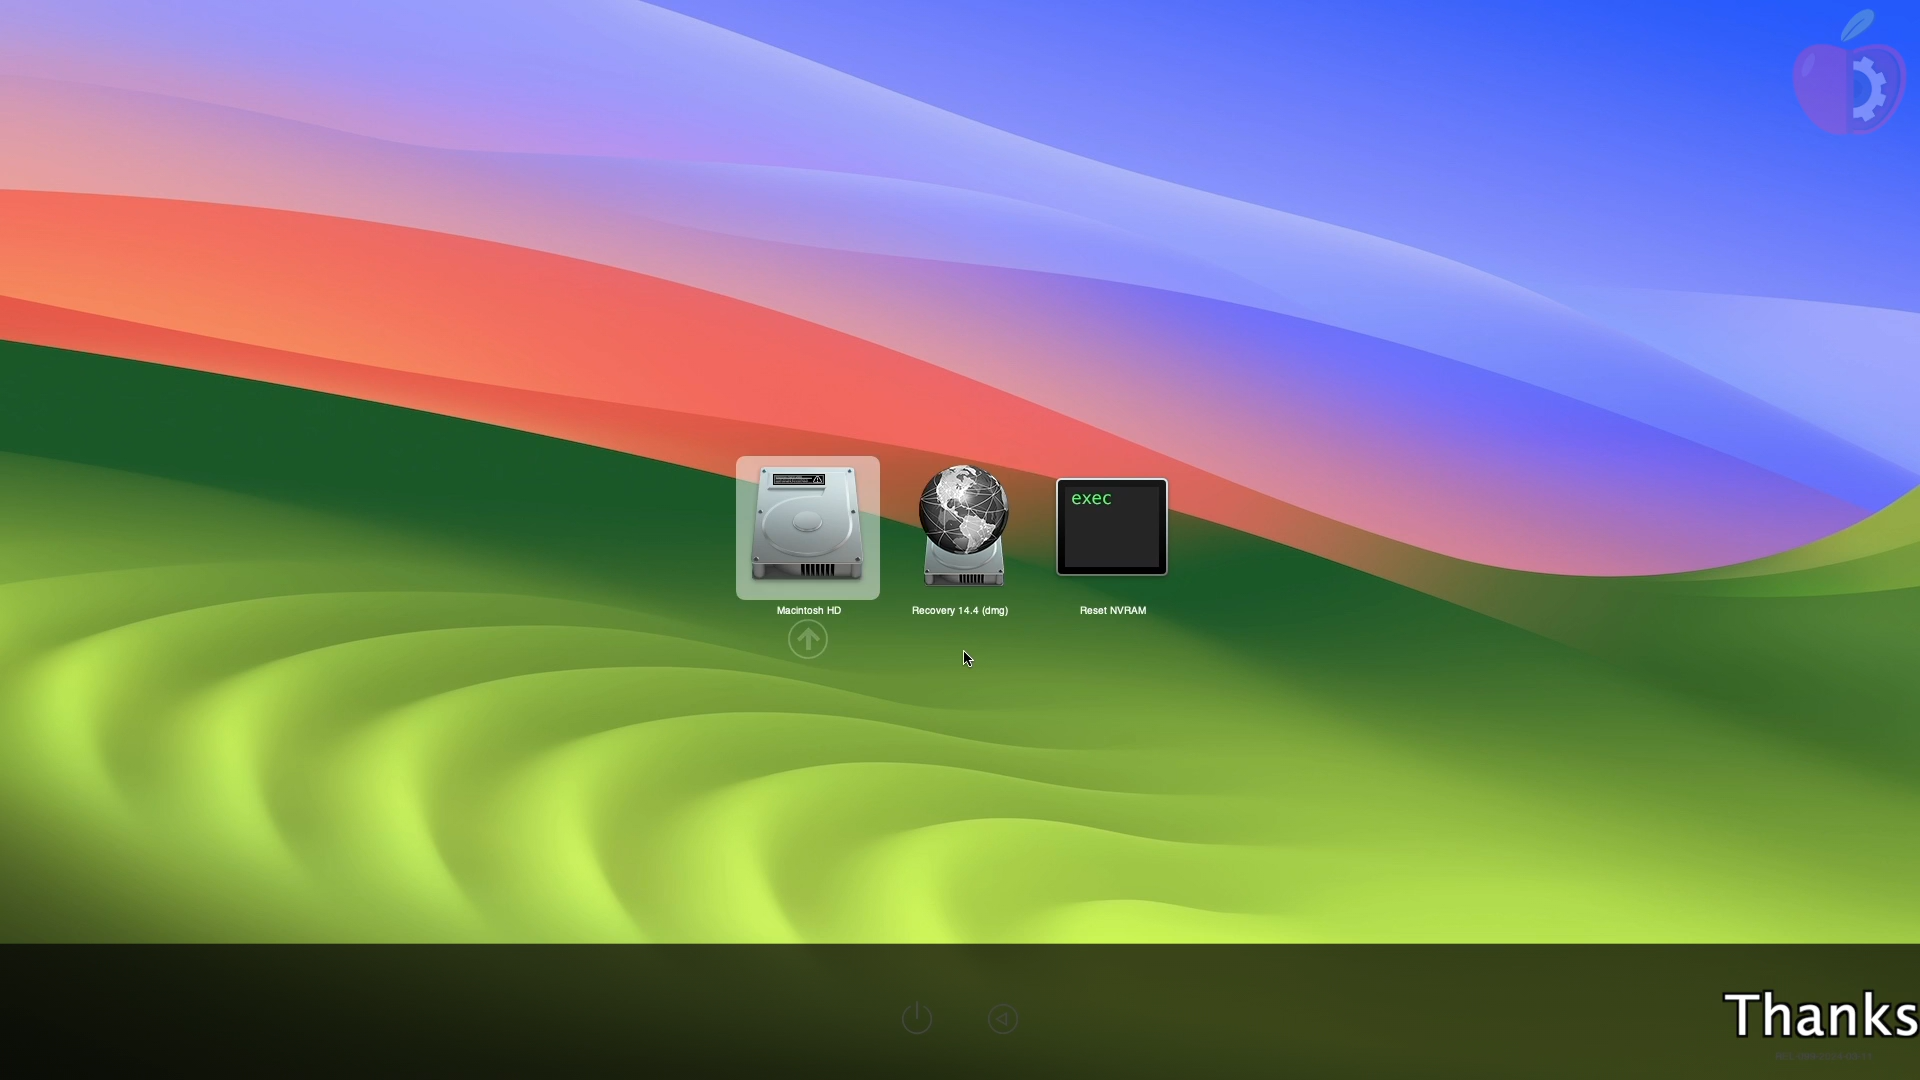 exec
Macintosh HD
Recovery 14.4 (dmg)
Reset NVRAM
Thanks